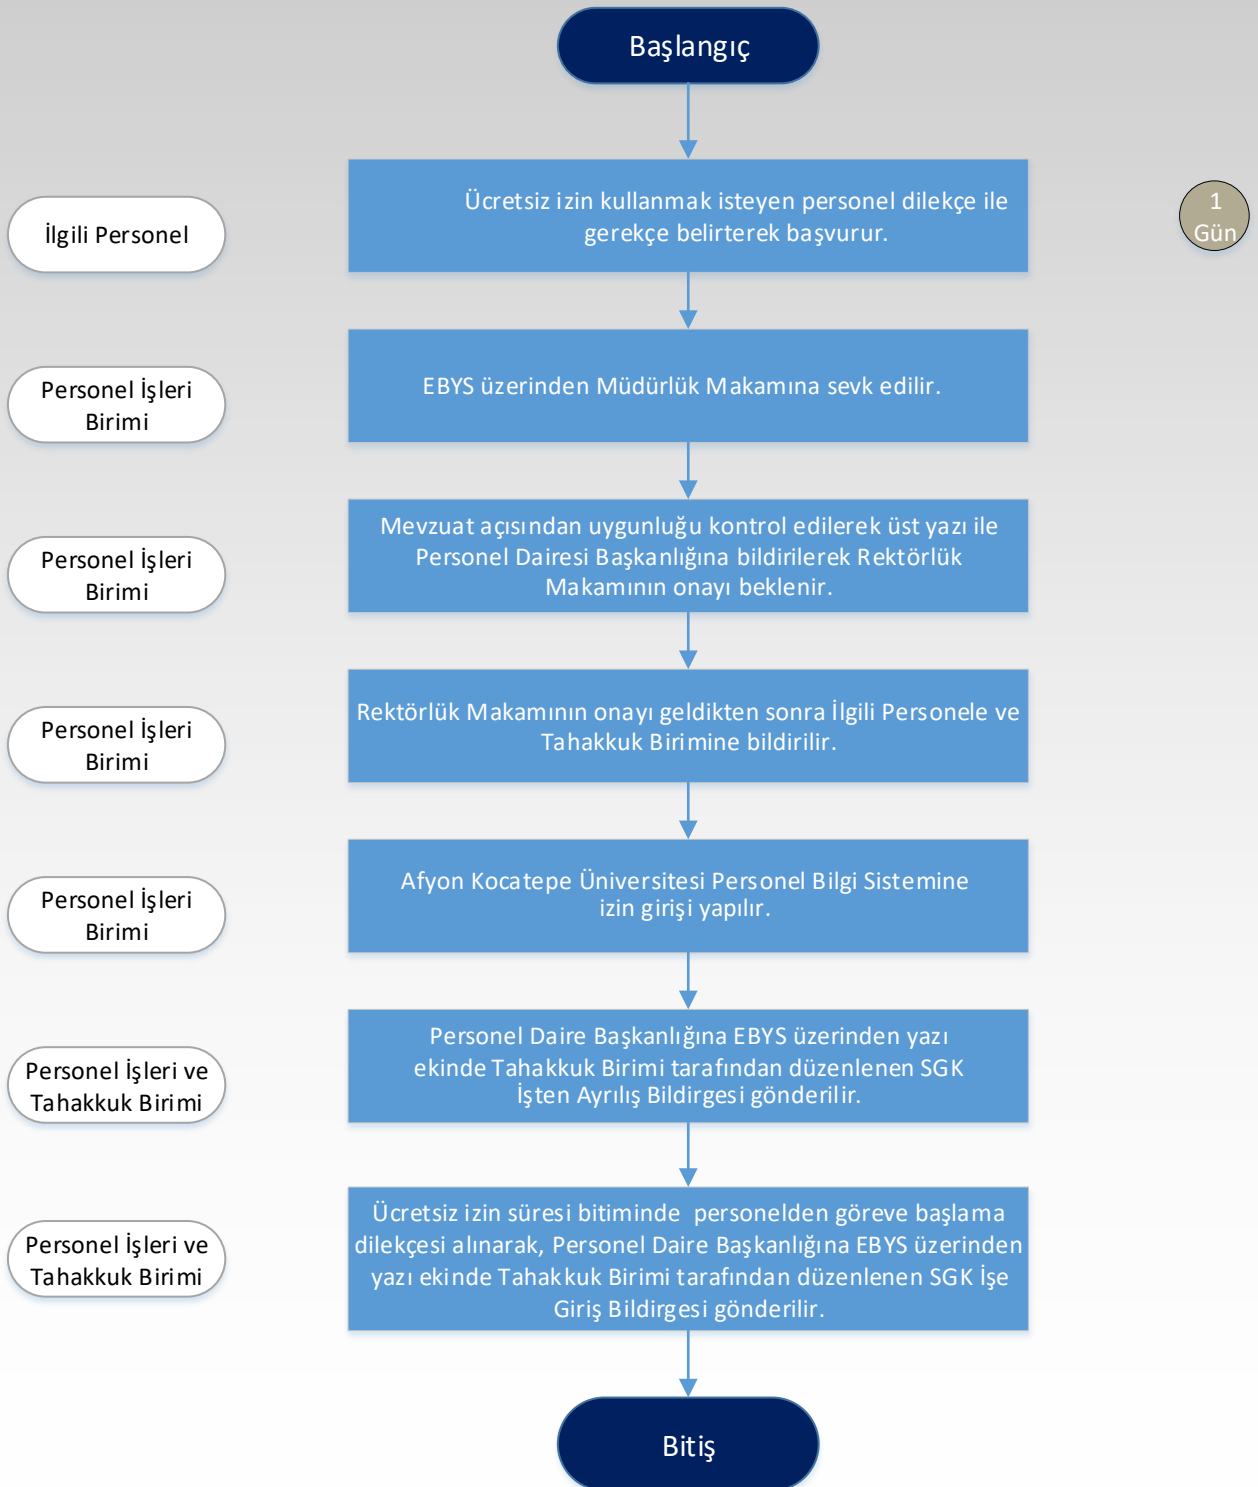 Başlangıç
İlgili Personel
Ücretsiz izin kullanmak isteyen personel dilekçe ile
gerekçe belirterek başvurur.
1
Gün
Personel İşleri
Birimi
EBYS üzerinden Müdürlük Makamına sevk edilir.
Personel İşleri
Birimi
Mevzuat açısından uygunluğu kontrol edilerek üst yazı ile
Personel Dairesi Başkanlığına bildirilerek Rektörlük
Makamının onayı beklenir.
Personel İşleri
Birimi
Rektörlük Makamının onayı geldikten sonra İlgili Personele ve
Tahakkuk Birimine bildirilir.
Personel İşleri
Birimi
Afyon Kocatepe Üniversitesi Personel Bilgi Sistemine
izin girişi yapılır.
Personel İşleri ve
Tahakkuk Birimi
Personel Daire Başkanlığına EBYS üzerinden yazı
ekinde Tahakkuk Birimi tarafından düzenlenen SGK
İşten Ayrılış Bildirgesi gönderilir.
Personel İşleri ve
Tahakkuk Birimi
Ücretsiz izin süresi bitiminde  personelden göreve başlama
dilekçesi alınarak, Personel Daire Başkanlığına EBYS üzerinden
yazı ekinde Tahakkuk Birimi tarafından düzenlenen SGK İşe
Giriş Bildirgesi gönderilir.
Bitiş